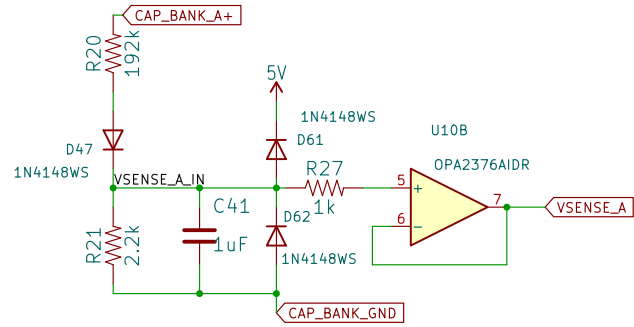 CAP_BANK_A+
R20
192k
5V
1N4148WS
D61
U10B
D47
1N4148WS
OPA2376AIDR
VSENSE_A_IN
R27
1k
5
+
7
VSENSE_A
C41
1uF
D62
6
−
R21
2.2k
1N4148WS
CAP_BANK_GND